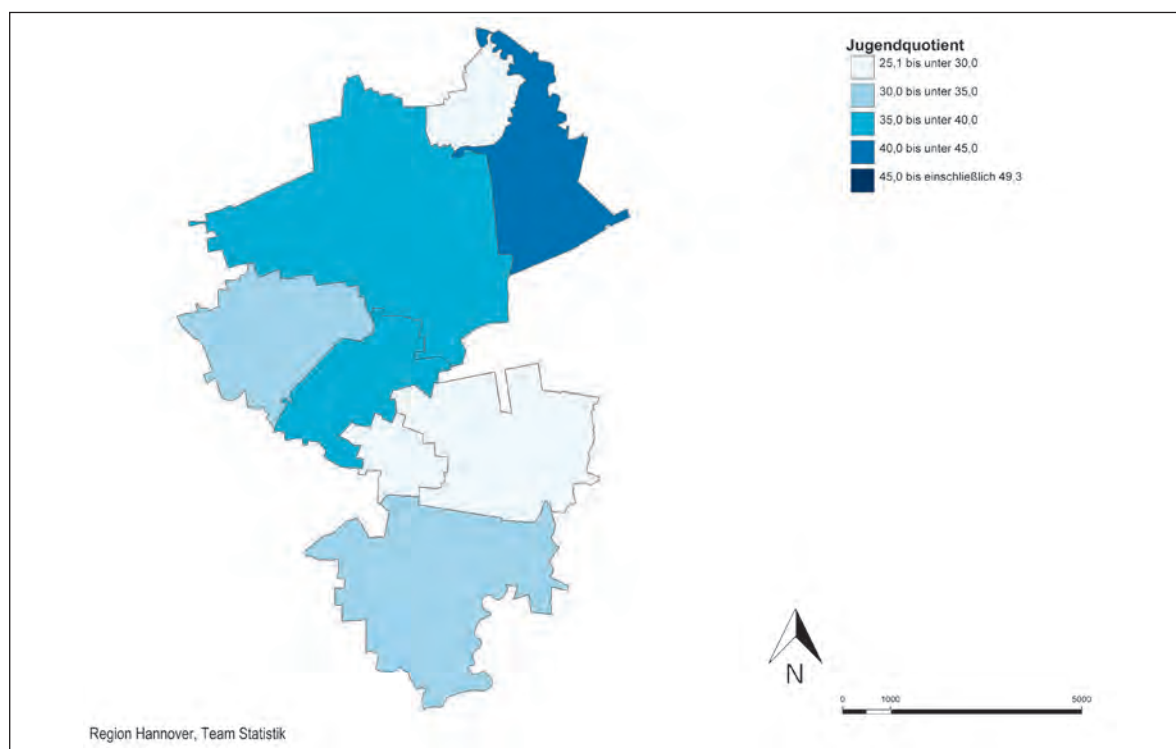 Jugendquotient
25,1 bis unter 30,0
30,0 bis unter 35,0
35,0 bis unter 40,0
40,0 bis unter 45,0
45,0 bis einschließlich 49,3
N
0 1000 5000
Region Hannover, Team Statistik